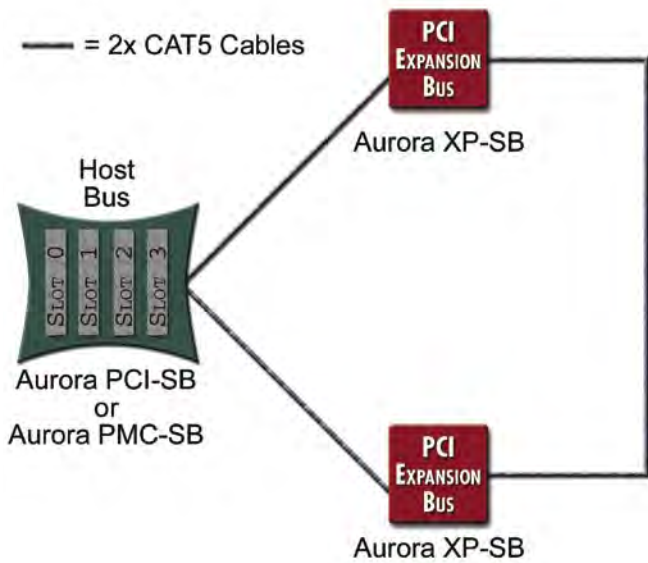 = 2x CAT5 Cables
PCI
EXPANSION
BUS
Aurora XP-SB
Host
Bus
SLOT 0
SLOT 1
SLOT 2
SLOT 3
Aurora PCI-SB
or
Aurora PMC-SB
PCI
EXPANSION
BUS
Aurora XP-SB